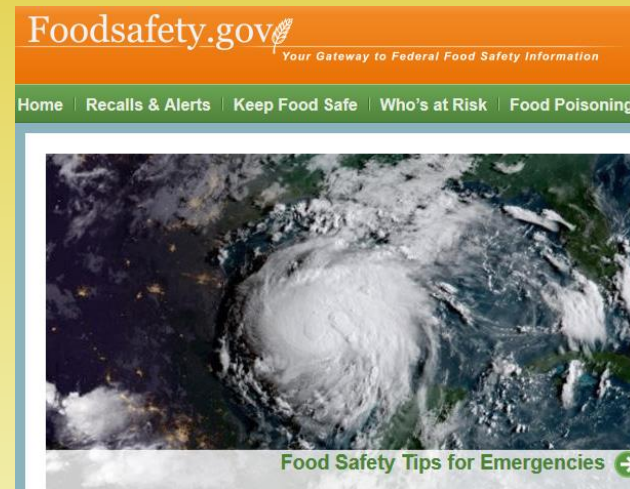 Foodsafety.gov
Your Gateway to Federal Food Safety Information
Home | Recalls & Alerts | Keep Food Safe | Who's at Risk | Food Poisoning
Food Safety Tips for Emergencies